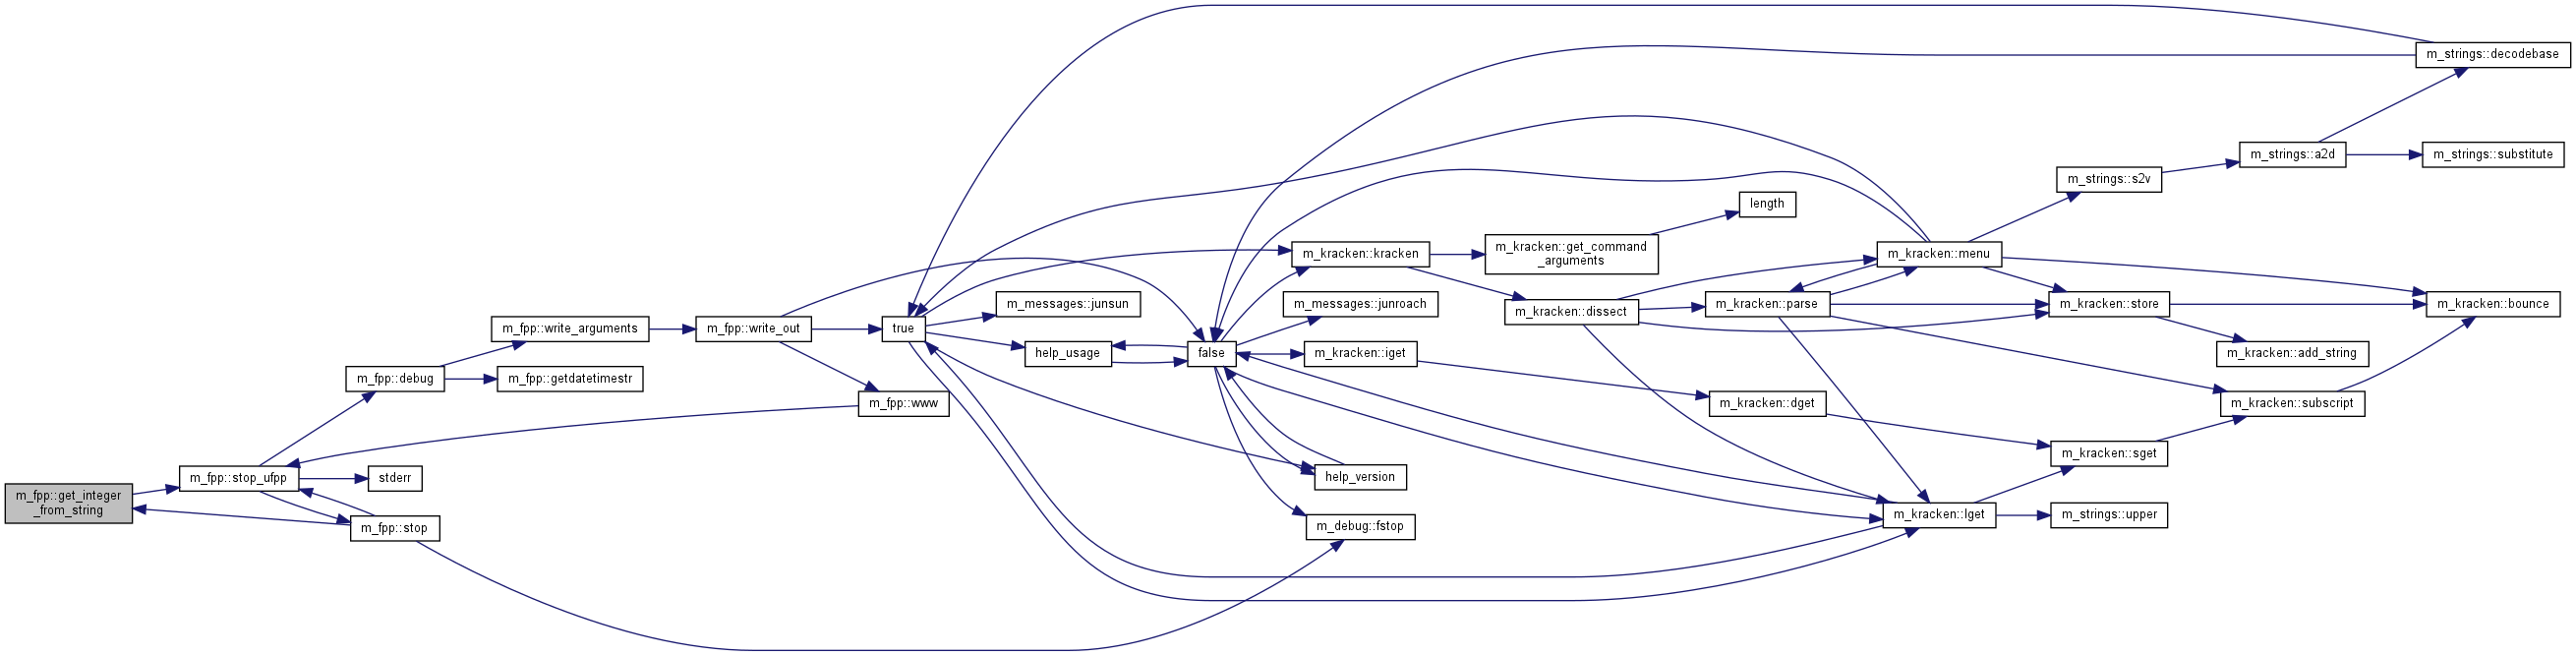 m_fpp::get_integer
_from_string
m_fpp::stop_ufpp
stderr
m_fpp::stop
m_fpp::debug
m_fpp::getdatetimestr
m_fpp::write_arguments
m_fpp::write_out
m_fpp::www
true
m_messages::junsun
help_usage
false
m_kracken::kracken
m_messages::junroach
m_kracken::iget
help_version
m_debug::fstop
m_kracken::get_command
_arguments
length
m_kracken::dissect
m_kracken::parse
m_kracken::dget
m_kracken::menu
m_kracken::lget
m_strings::s2v
m_kracken::store
m_kracken::sget
m_strings::upper
m_strings::a2d
m_kracken::add_string
m_kracken::subscript
m_strings::decodebase
m_strings::substitute
m_kracken::bounce